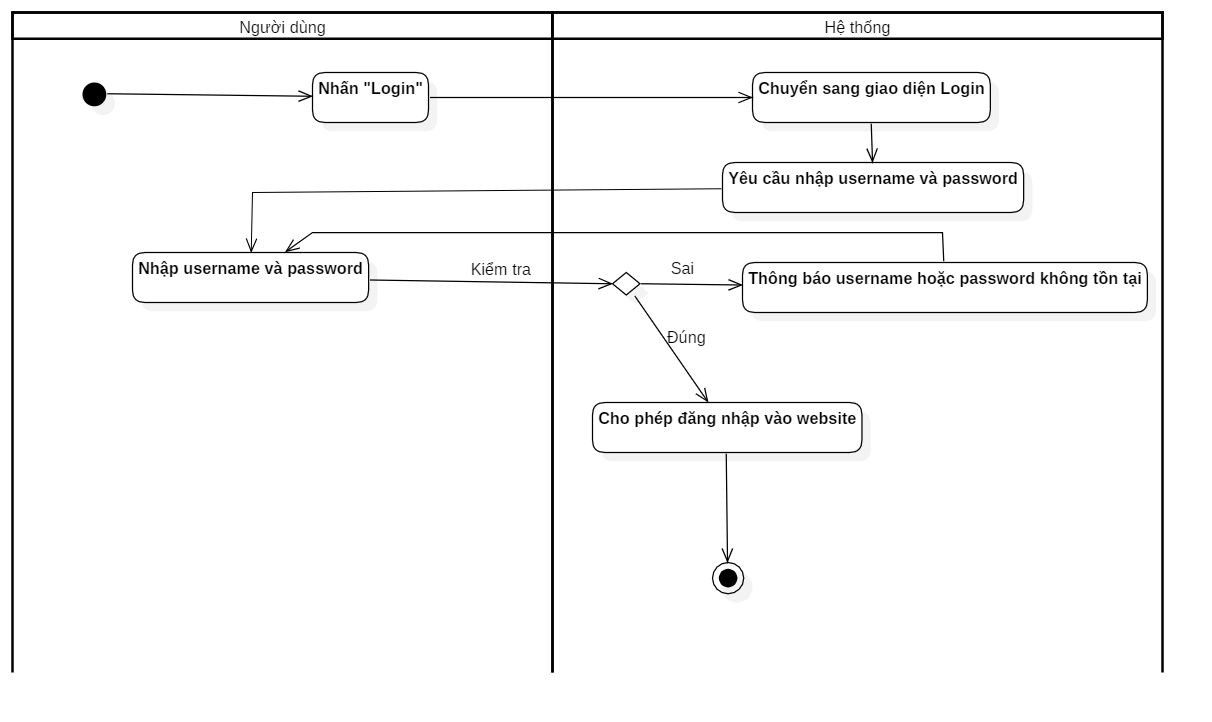 Người dùng
Hệ thống
Nhấn "Login"
Chuyển sang giao diện Login
Yêu cầu nhập username và password
Nhập username và password
Kiểm tra
Sai
Thông báo username hoặc password không tồn tại
Đúng
Cho phép đăng nhập vào website